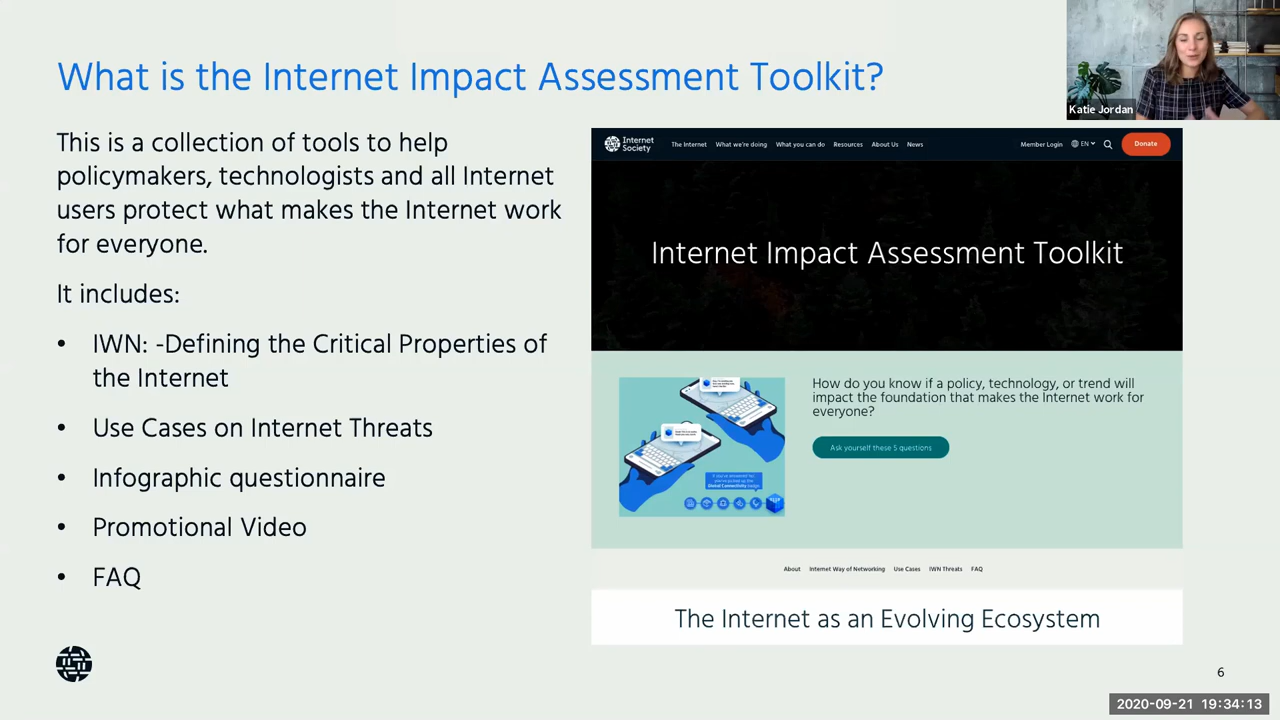 What is the Internet Impact Assessment Toolkit?
Katie Jordan
This is a collection of tools to help
policymakers, technologists and all Internet
users protect what makes the Internet work
for everyone.
It includes:
• IWN: -Defining the Critical Properties of
the Internet
• Use Cases on Internet Threats
• Infographic questionnaire
• Promotional Video
• FAQ
Internet
Society
The Internet What we're doing What you can do Resources About Us News Member Login EN Donate
Internet Impact Assessment Toolkit
How do you know if a policy, technology, or trend will
impact the foundation that makes the Internet work for
everyone?
Ask yourself these 5 questions
About Internet Way of Networking Use Cases IWN Threats FAQ
The Internet as an Evolving Ecosystem
6
2020-09-21 19:34:13